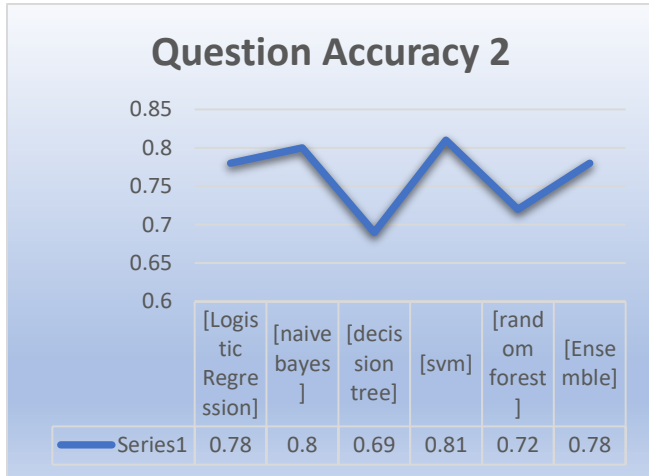 Question Accuracy 2
0.85
0.8
0.75
0.7
0.65
0.6
[Logis
tic
Regre
ssion]
[naive
bayes
]
[decis
sion
tree]
[svm]
[rand
om
forest
]
[Ense
mble]
Series1 0.78 0.8 0.69 0.81 0.72 0.78